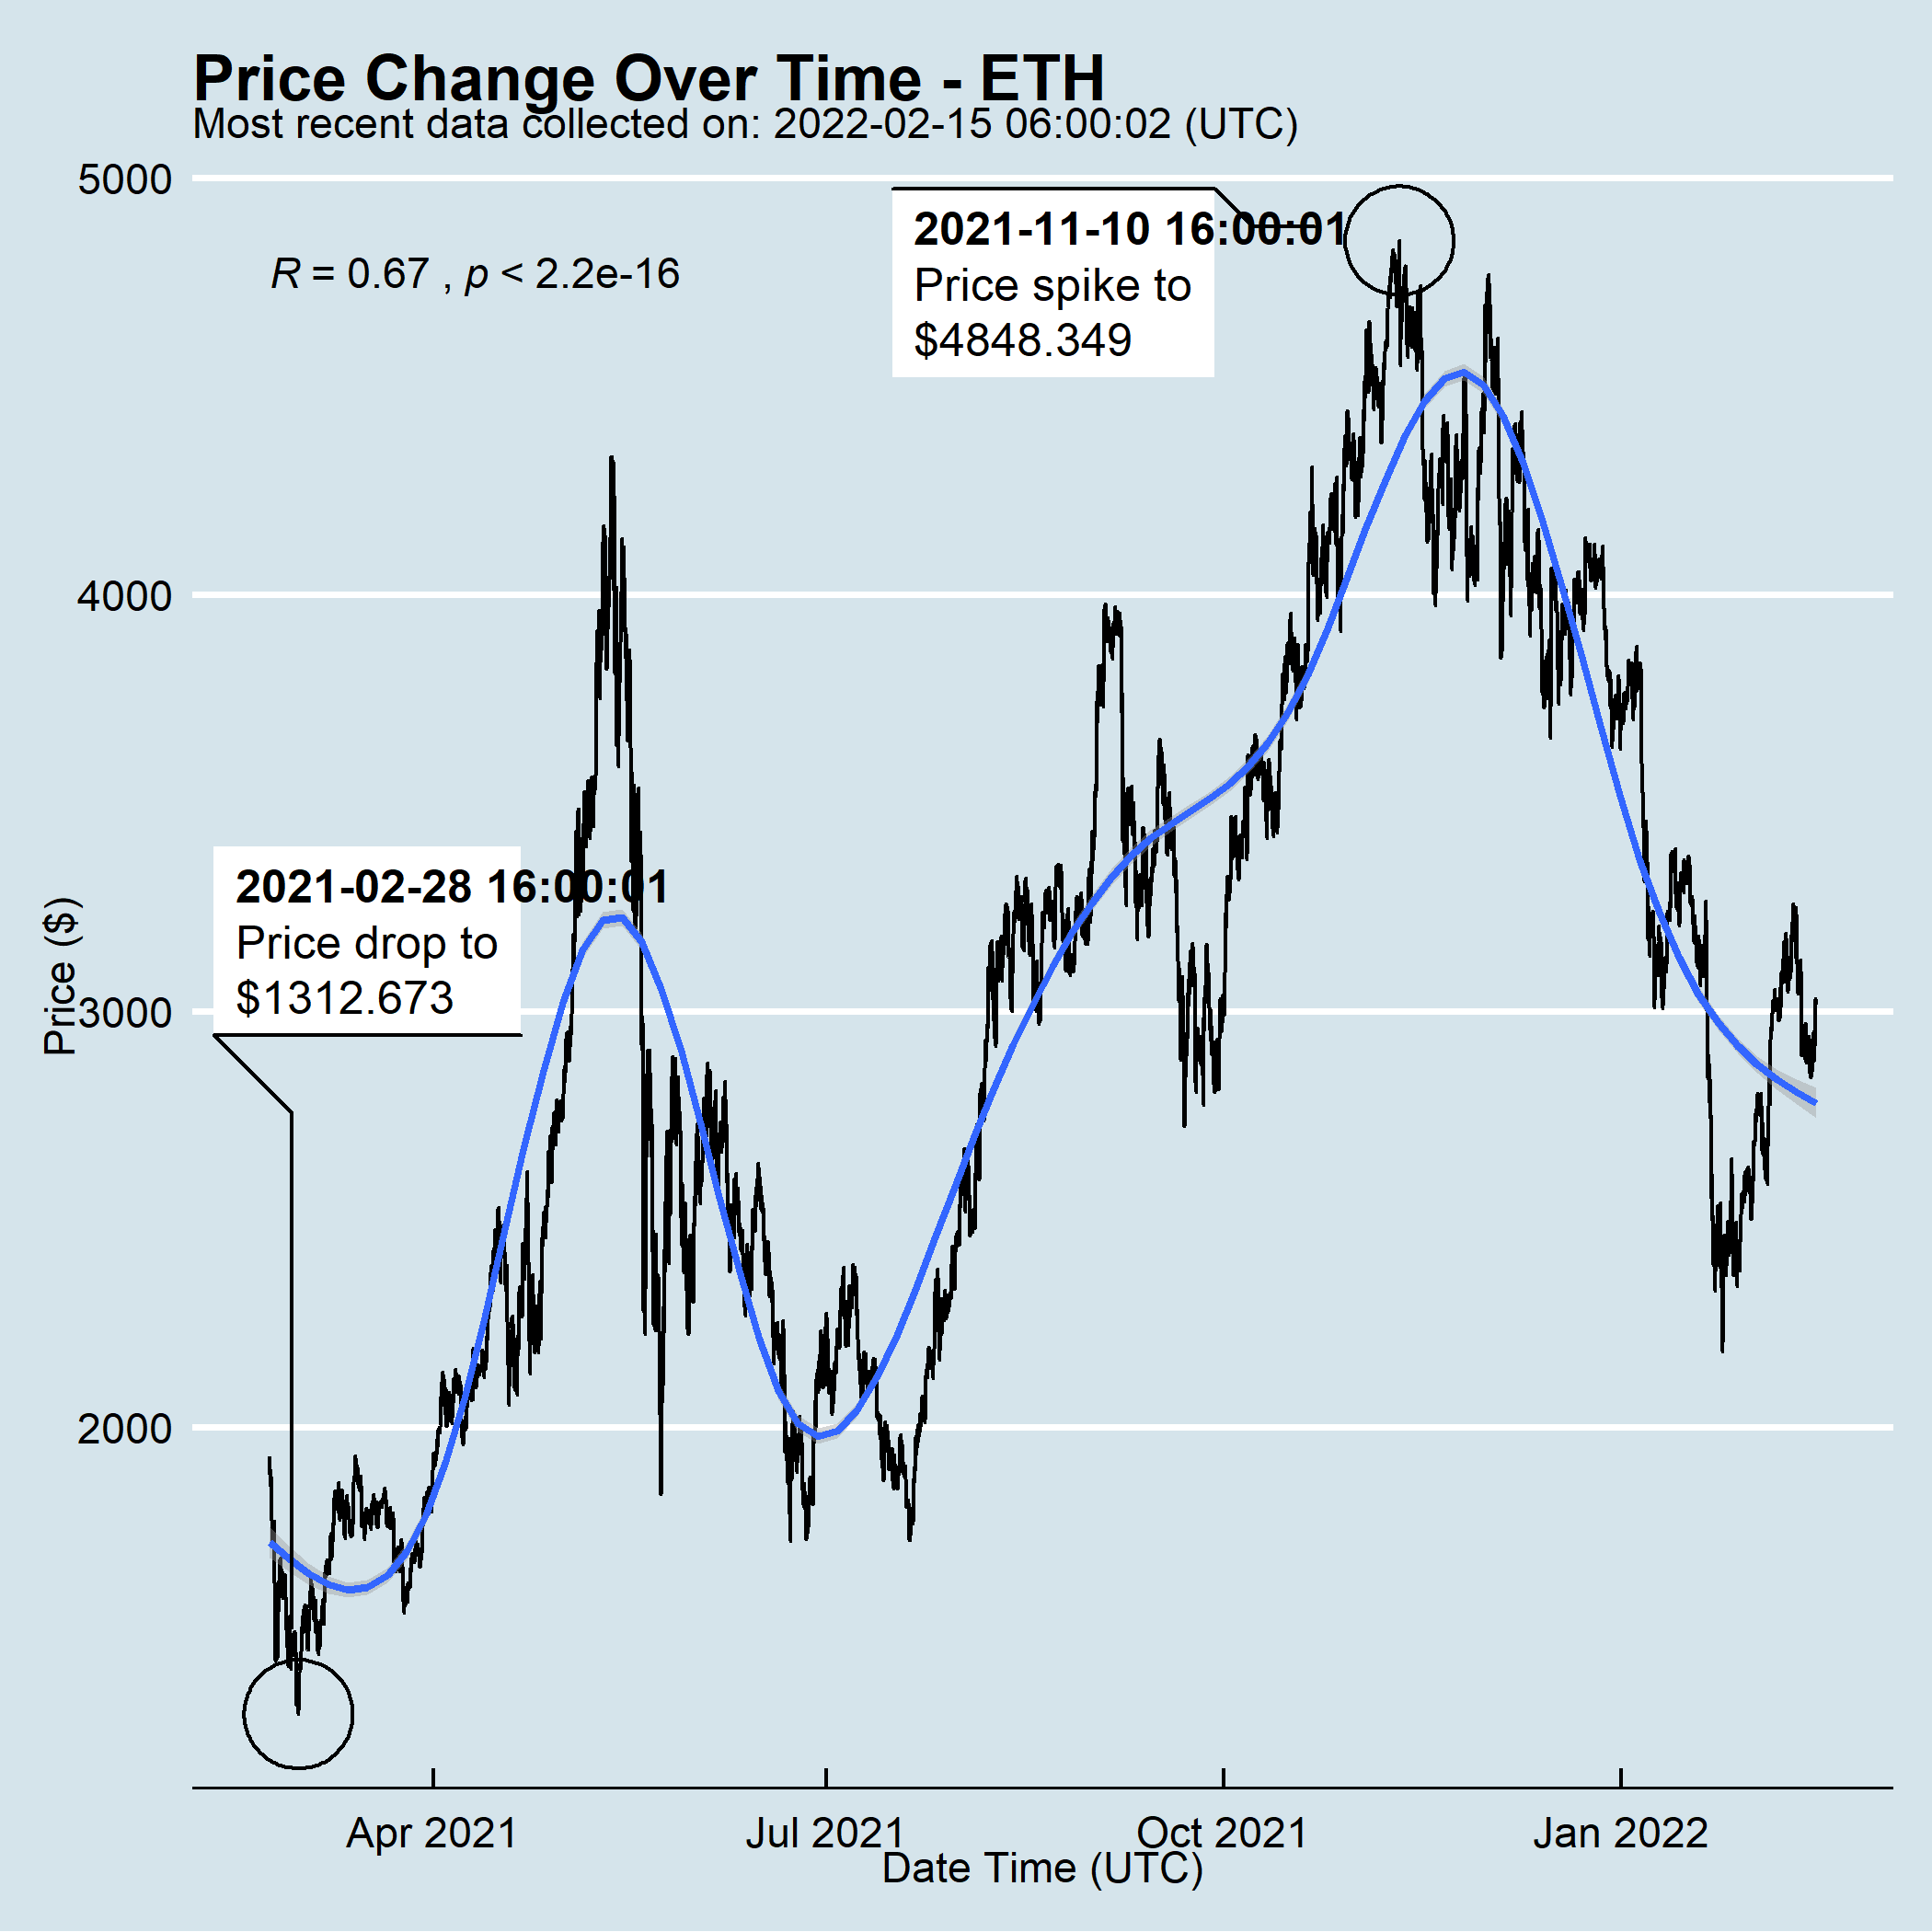 Price Change Over Time - ETH
Most recent data collected on: 2022-02-15 06:00:02 (UTC)
5000
2021-11-10 16:00:01
Price spike to
$4848.349
R = 0.67 , p < 2.2e-16
4000
2021-02-28 16:00:01
Price drop to
$1312.673
Price ($)
3000
2000
Apr 2021
Jul 2021
Oct 2021
Jan 2022
Date Time (UTC)